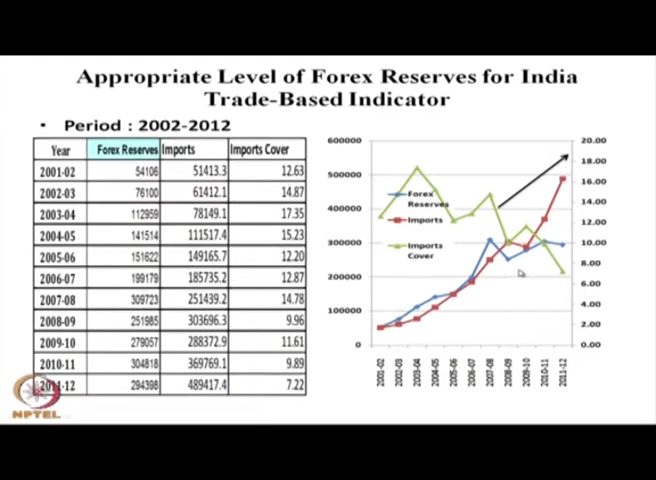 Appropriate Level of Forex Reserves for India
Trade-Based Indicator
• Period : 2002-2012
Year Forex Reserves Imports Imports Cover
2001-02 54106 51413.3 12.63
2002-03 76100 61412.1 14.87
2003-04 112959 78149.1 17.35
2004-05 141514 111517.4 15.23
2005-06 151622 149165.7 12.20
2006-07 199179 185735.2 12.87
2007-08 309723 251439.2 14.78
2008-09 251985 303696.3 9.96
2009-10 279057 288372.9 11.61
2010-11 304818 369769.1 9.89
2011-12 294398 489417.4 7.22
NPTEL
600000
500000
400000
300000
200000
100000
0
Forex
Reserves
Imports
Imports
Cover
20.00
18.00
16.00
14.00
12.00
10.00
8.00
6.00
4.00
2.00
0.00
2001-02
2002-03
2003-04
2004-05
2005-06
2006-07
2007-08
2008-09
2009-10
2010-11
2011-12